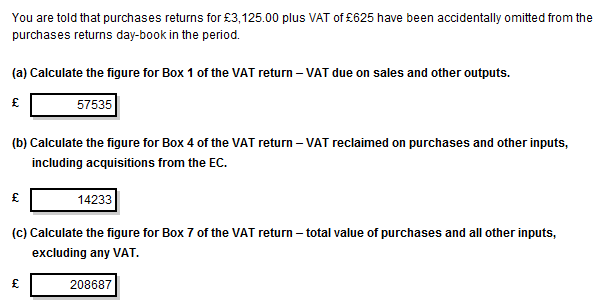 You are told that purchases returns for £3,125.00 plus VAT of £625 have been accidentally omitted from the
purchases returns day-book in the period.
(a) Calculate the figure for Box 1 of the VAT return – VAT due on sales and other outputs.
£ 57535
(b) Calculate the figure for Box 4 of the VAT return – VAT reclaimed on purchases and other inputs,
including acquisitions from the EC.
£ 14233
(c) Calculate the figure for Box 7 of the VAT return – total value of purchases and all other inputs,
excluding any VAT.
£ 208687